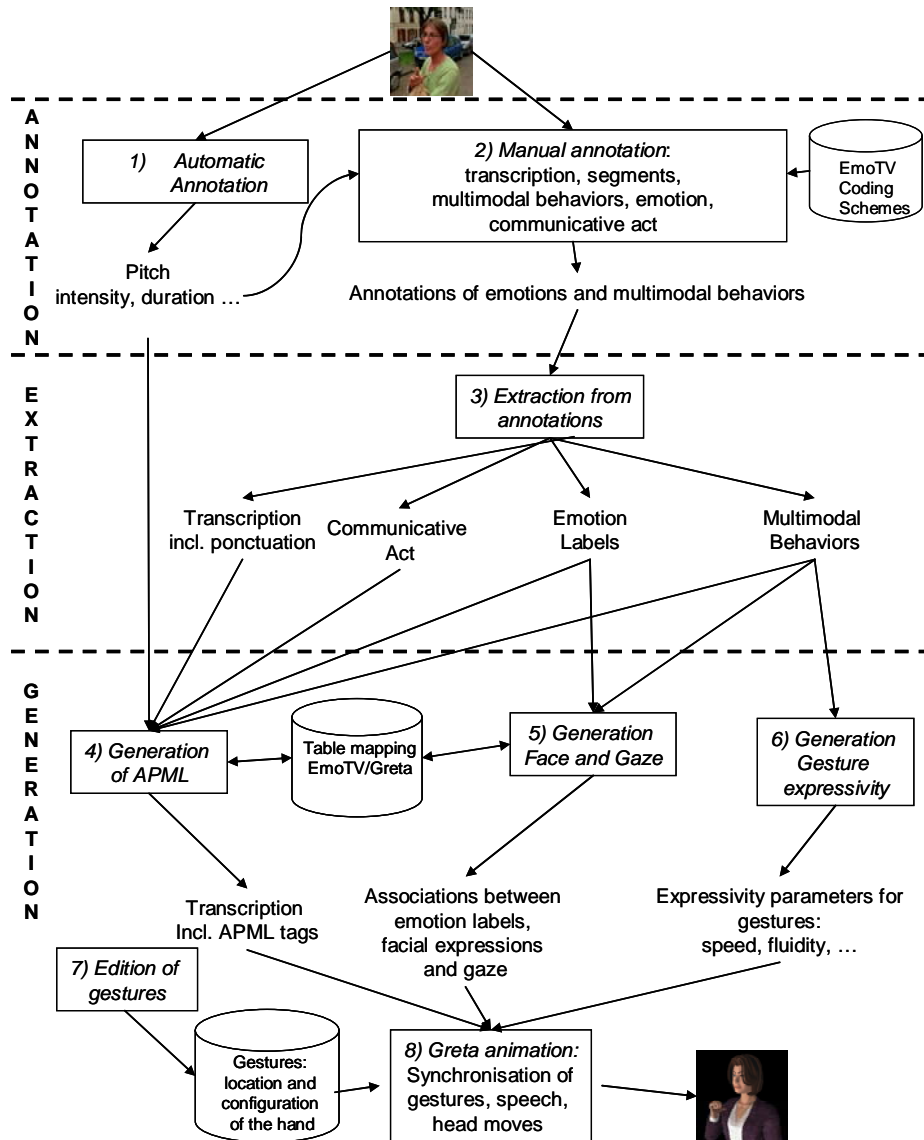 ANNOTATION
1) Automatic
Annotation
2) Manual annotation:
transcription, segments,
multimodal behaviors, emotion,
communicative act
EmoTV
Coding
Schemes
Pitch
intensity, duration ...
Annotations of emotions and multimodal behaviors
EXTRACTION
3) Extraction from
annotations
Transcription
incl. ponctuation
Communicative
Act
Emotion
Labels
Multimodal
Behaviors
GENERATION
4) Generation
of APML
Table mapping
EmoTV/Greta
5) Generation
Face and Gaze
6) Generation
Gesture
expressivity
Transcription
Incl. APML tags
Associations between
emotion labels,
facial expressions
and gaze
Expressivity parameters for
gestures:
speed, fluidity, ...
7) Edition of
gestures
Gestures:
location and
configuration
of the hand
8) Greta animation:
Synchronisation of
gestures, speech,
head moves